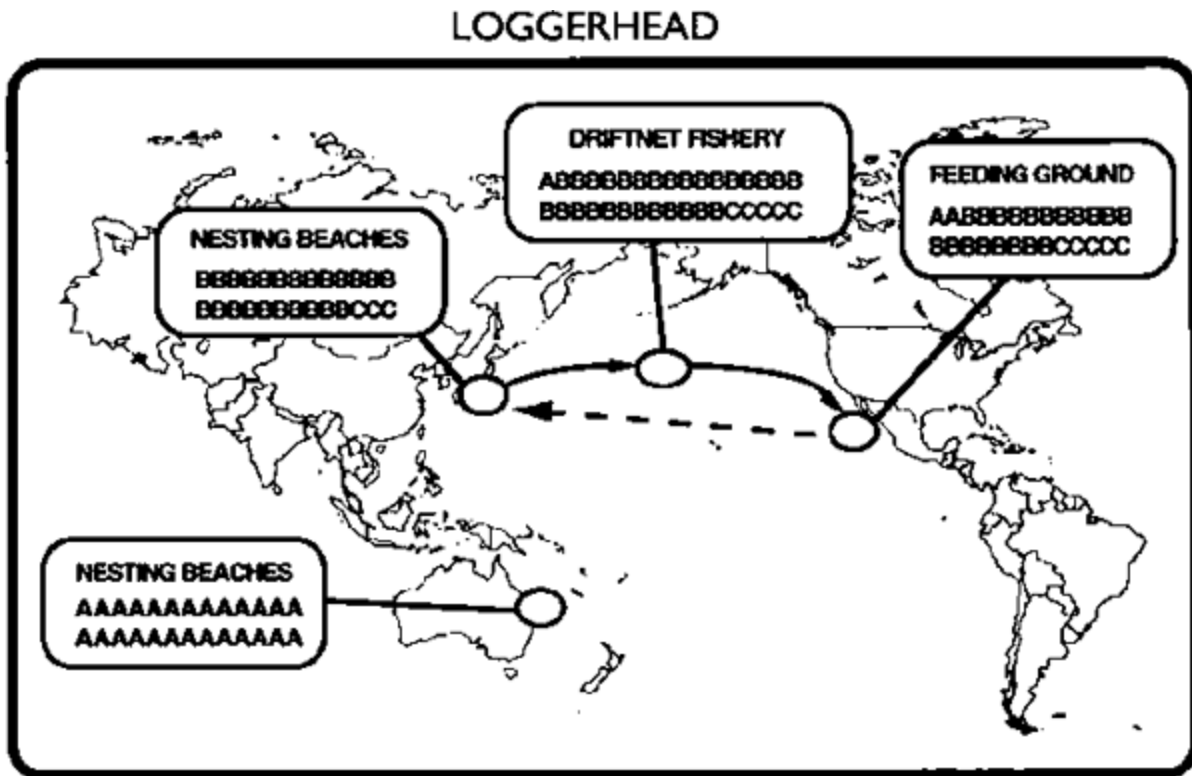 LOGGERHEAD
DRIFTNET FISHERY
ABBBBBBBBBBBBBBBB
BBBBBBBBBBBBCCCCC
FEEDING GROUND
AABBBBBBBBBBB
BBBBBBBBCCCCC
NESTING BEACHES
BBBBBBBBBBBBB
BBBBBBBBBBCCC
NESTING BEACHES
AAAAAAAAAAAAA
AAAAAAAAAAAAA